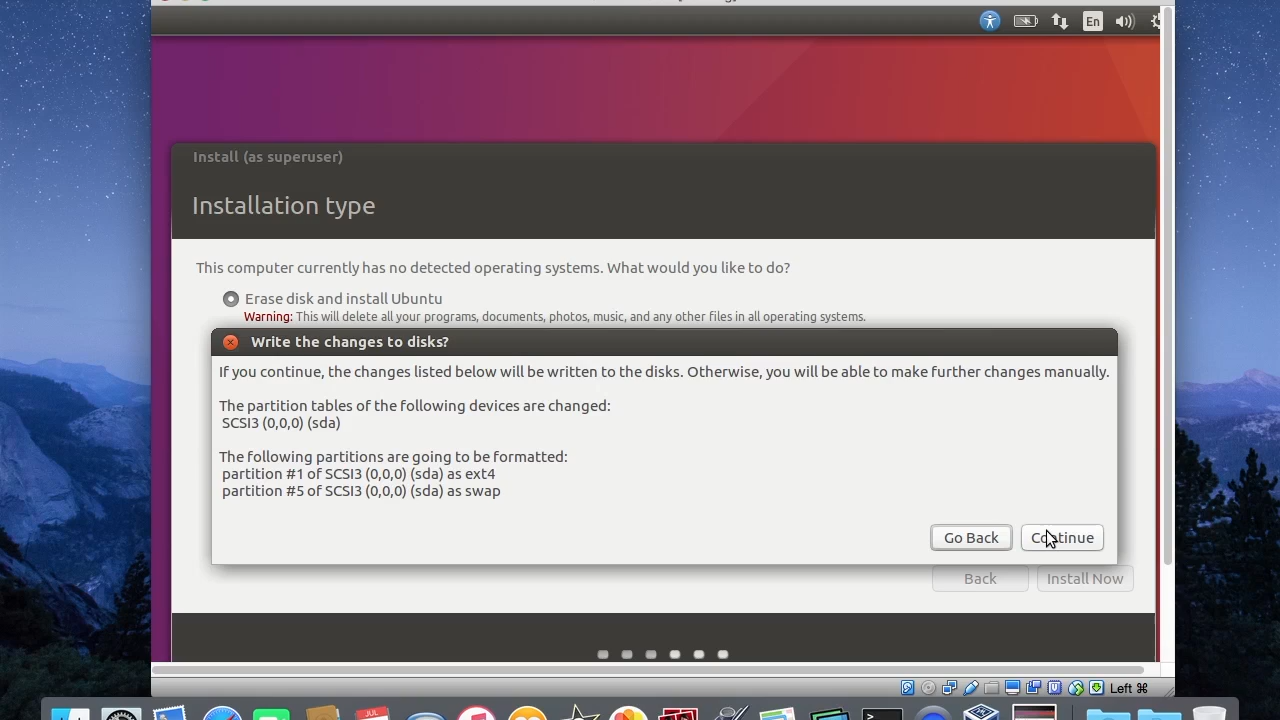 En
Install (as superuser)
Installation type
This computer currently has no detected operating systems. What would you like to do?
Erase disk and install Ubuntu
Warning: This will delete all your programs, documents, photos, music, and any other files in all operating systems.
Write the changes to disks?
If you continue, the changes listed below will be written to the disks. Otherwise, you will be able to make further changes manually.
The partition tables of the following devices are changed:
SCSI3 (0,0,0) (sda)
The following partitions are going to be formatted:
partition #1 of SCSI3 (0,0,0) (sda) as ext4
partition #5 of SCSI3 (0,0,0) (sda) as swap
Go Back Continue
Back Install Now
Left ⌘
JUL